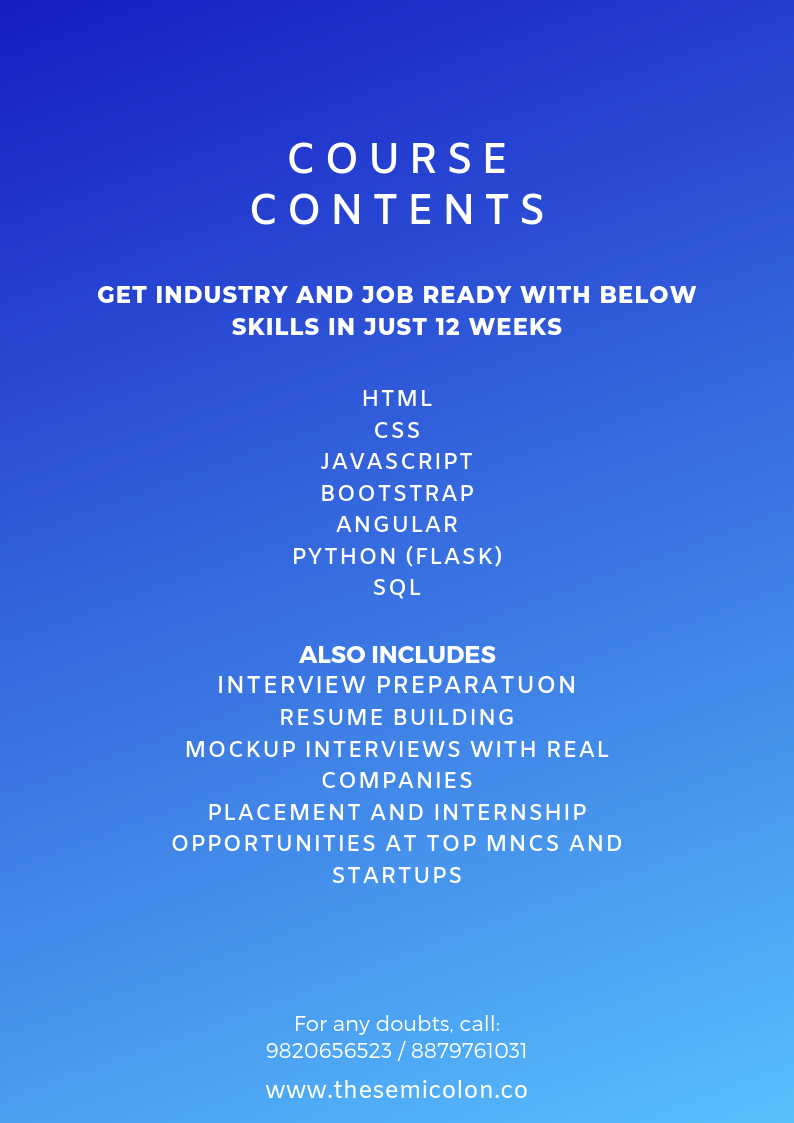 COURSE
CONTENTS
GET INDUSTRY AND JOB READY WITH BELOW
SKILLS IN JUST 12 WEEKS
HTML
CSS
JAVASCRIPT
BOOTSTRAP
ANGULAR
PYTHON (FLASK)
SQL
ALSO INCLUDES
INTERVIEW PREPARATUON
RESUME BUILDING
MOCKUP INTERVIEWS WITH REAL
COMPANIES
PLACEMENT AND INTERNSHIP
OPPORTUNITIES AT TOP MNCS AND
STARTUPS
For any doubts, call:
9820656523 / 8879761031
www.thesemicolon.co